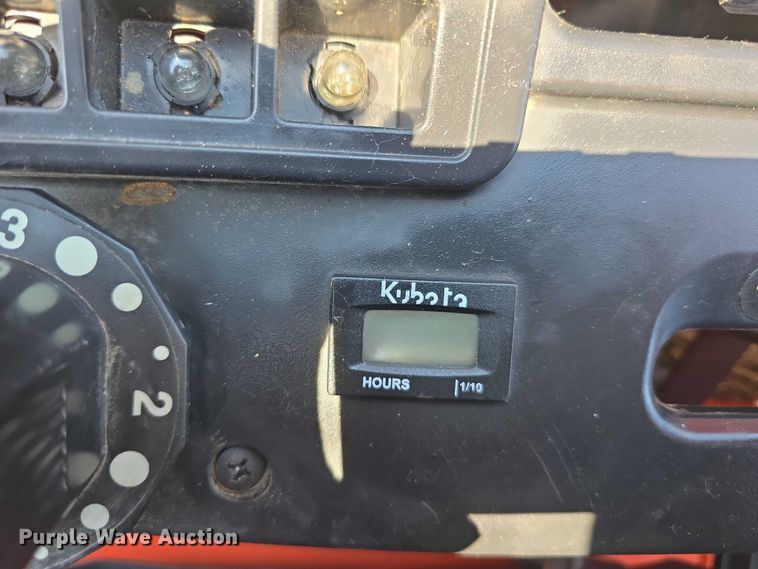 3
Kubota
2
HOURS 1/10
Purple Wave Auction